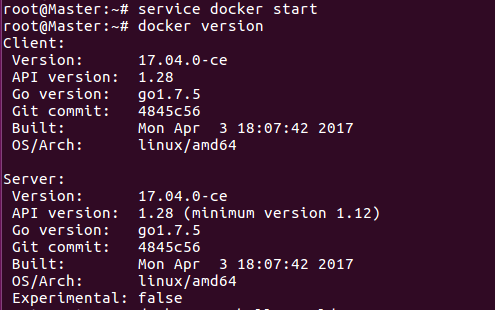 root@Master:~# service docker start
root@Master:~# docker version
Client:
 Version:      17.04.0-ce
 API version:  1.28
 Go version:   go1.7.5
 Git commit:   4845c56
 Built:        Mon Apr  3 18:07:42 2017
 OS/Arch:      linux/amd64

Server:
 Version:      17.04.0-ce
 API version:  1.28 (minimum version 1.12)
 Go version:   go1.7.5
 Git commit:   4845c56
 Built:        Mon Apr  3 18:07:42 2017
 OS/Arch:      linux/amd64
 Experimental: false